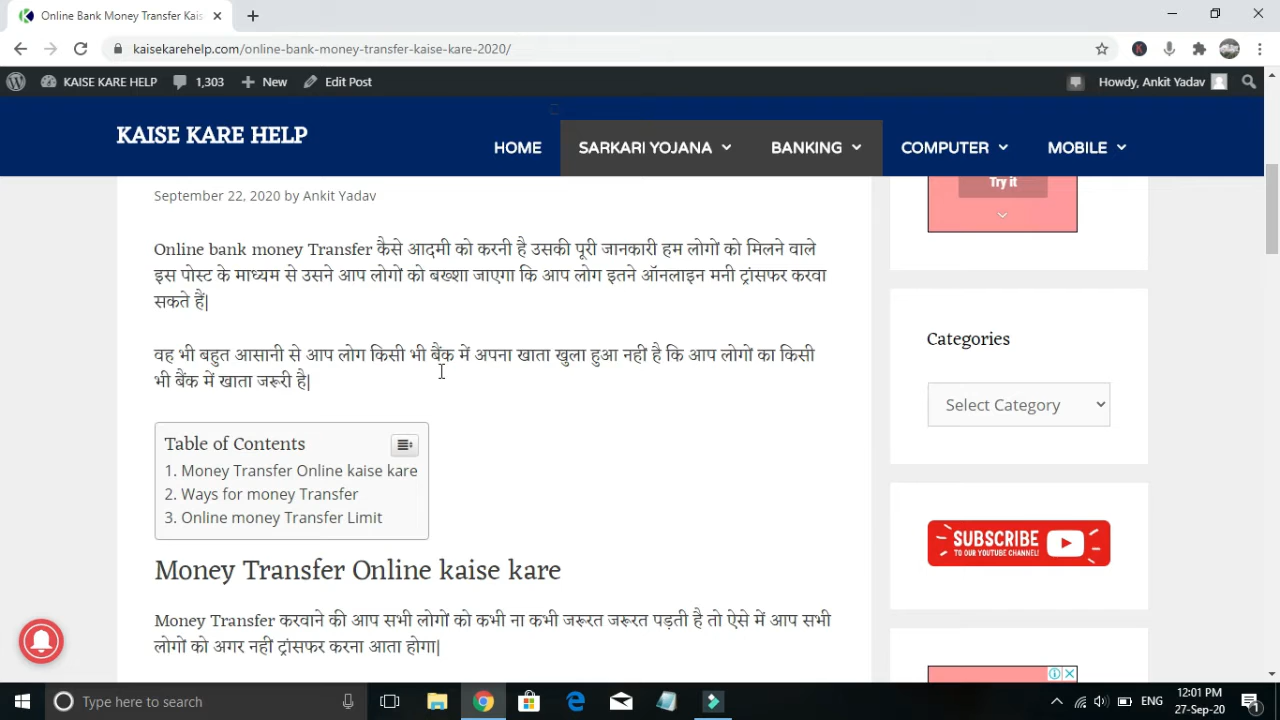 Online Bank Money Transfer Kais
kaisekarehelp.com/online-bank-money-transfer-kaise-kare-2020/
KAISE KARE HELP 1,303 New Edit Post Howdy, Ankit Yadav
KAISE KARE HELP
HOME SARKARI YOJANA BANKING COMPUTER MOBILE
September 22, 2020 by Ankit Yadav
Try it
Online bank money Transfer कैसे आदमी को करनी है उसकी पूरी जानकारी हम लोगों को मिलने वाले
इस पोस्ट के माध्यम से उसने आप लोगों को बख्शा जाएगा कि आप लोग इतने ऑनलाइन मनी ट्रांसफर करवा
सकते हैं|
वह भी बहुत आसानी से आप लोग किसी भी बैंक में अपना खाता खुला हुआ नहीं है कि आप लोगों का किसी
भी बैंक में खाता जरूरी है|
Categories
Select Category
Table of Contents
1. Money Transfer Online kaise kare
2. Ways for money Transfer
3. Online money Transfer Limit
SUBSCRIBE
TO OUR YOUTUBE CHANNEL!
Money Transfer Online kaise kare
Money Transfer करवाने की आप सभी लोगों को कभी ना कभी जरूरत जरूरत पड़ती है तो ऐसे में आप सभी
लोगों को अगर नहीं ट्रांसफर करना आता होगा|
Type here to search
ENG
12:01 PM
27-Sep-20
1